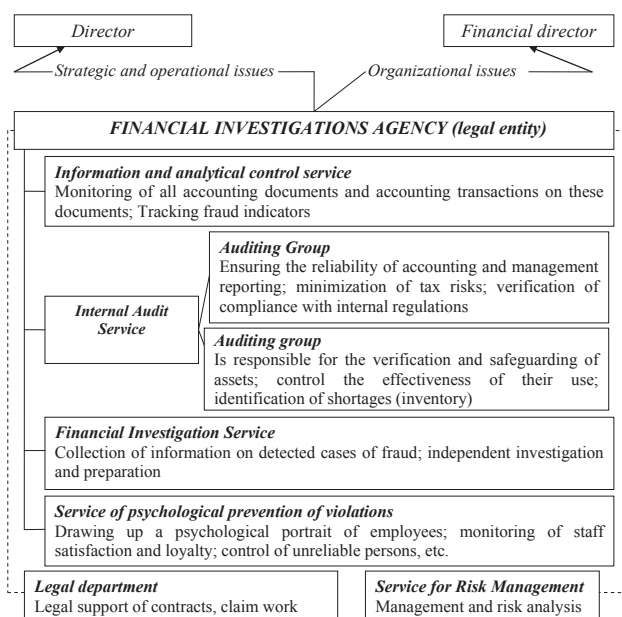 Director
Financial director
Strategic and operational issues
Organizational issues
FINANCIAL INVESTIGATIONS AGENCY (legal entity)
Information and analytical control service
Monitoring of all accounting documents and accounting transactions on these
documents; Tracking fraud indicators
Internal Audit
Service
Auditing Group
Ensuring the reliability of accounting and management
reporting; minimization of tax risks; verification of
compliance with internal regulations
Auditing group
Is responsible for the verification and safeguarding of
assets; control the effectiveness of their use;
identification of shortages (inventory)
Financial Investigation Service
Collection of information on detected cases of fraud; independent investigation
and preparation
Service of psychological prevention of violations
Drawing up a psychological portrait of employees; monitoring of staff
satisfaction and loyalty; control of unreliable persons, etc.
Legal department
Legal support of contracts, claim work
Service for Risk Management
Management and risk analysis